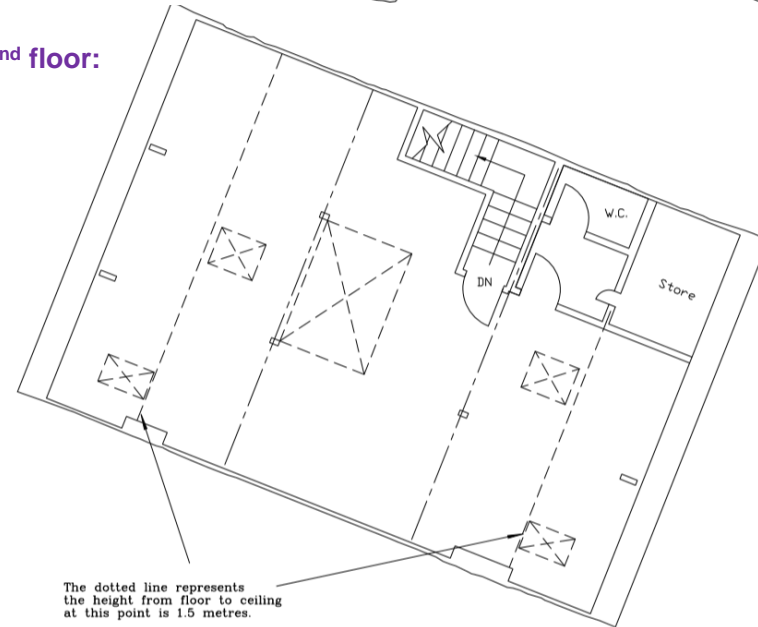 nd floor:
W.C.
Store
DN
The dotted line represents
the height from floor to ceiling
at this point is 1.5 metres.